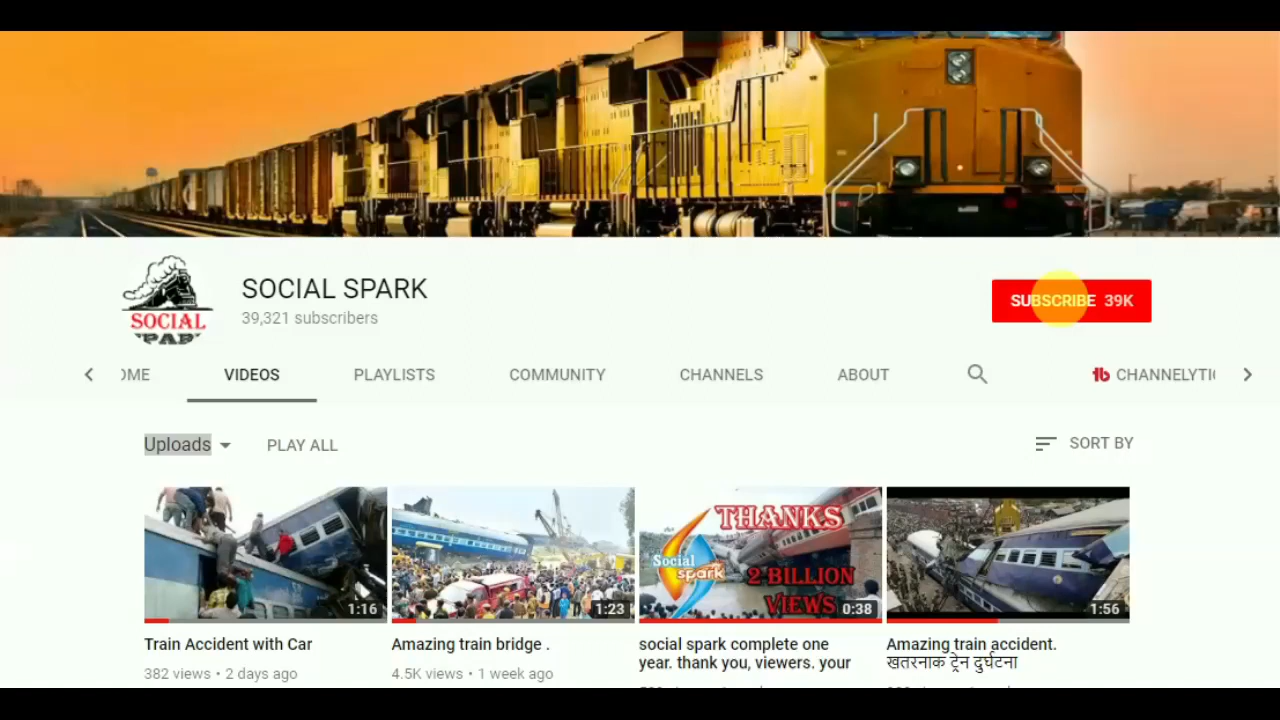 SOCIAL SPARK
39,321 subscribers
SUBSCRIBE 39K
SOCIAL
OME
VIDEOS
PLAYLISTS
COMMUNITY
CHANNELS
ABOUT
CHANNELYTI
Uploads
PLAY ALL
SORT BY
1:16
1:23
THANKS
Social
spark
2 BILLION
VIEWS
0:38
1:56
Train Accident with Car
382 views • 2 days ago
Amazing train bridge .
4.5K views • 1 week ago
social spark complete one
year. thank you, viewers. your
Amazing train accident.
खतरनाक ट्रेन दुर्घटना